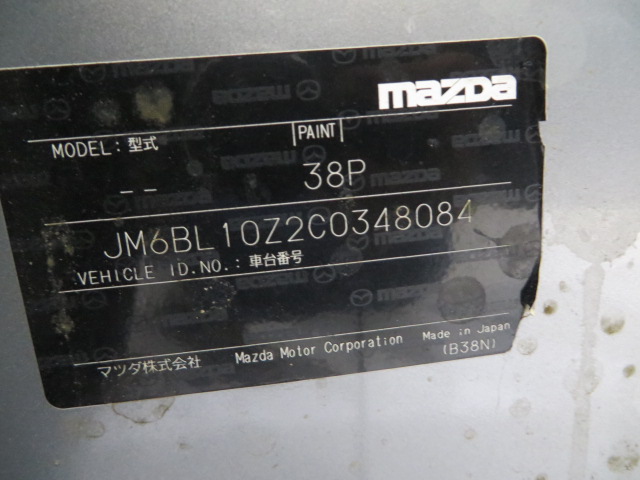 mazda
MODEL: 型式 PAINT
-- 38P
JM6BL10Z2C0348084
VEHICLE ID.NO.: 車台番号
マツダ株式会社 Mazda Motor Corporation Made in Japan
(B38N)